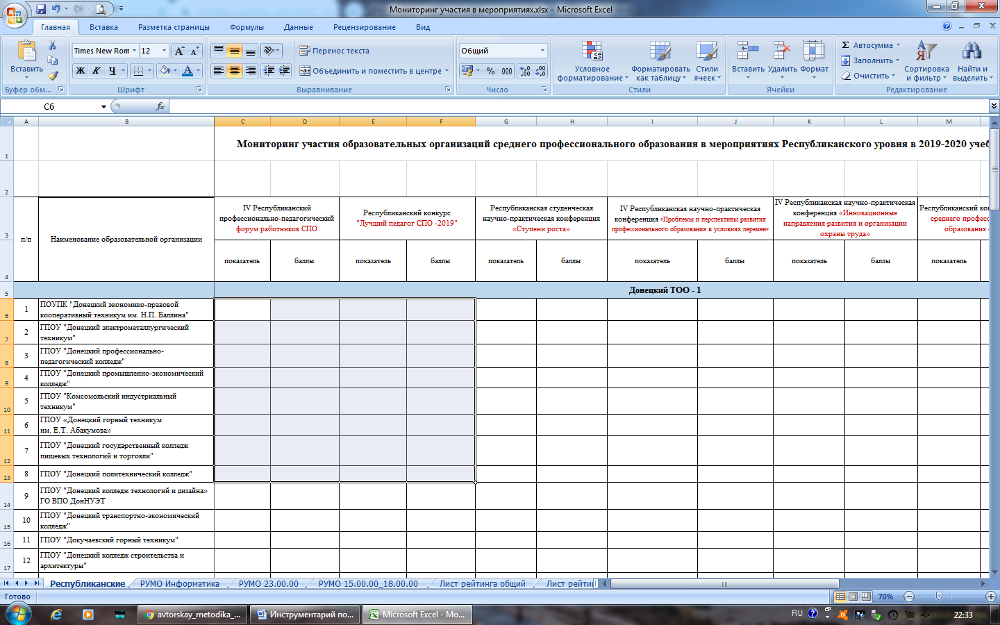 Мониторинг участия в мероприятиях.xlsx - Microsoft Excel
Главная Вставка Разметка страницы Формулы Данные Рецензирование Вид
Вставить
Буфер обм...
Times New Rom 12
Ж К Ч
Шрифт
Перенос текста
Объединить и поместить в центре
Выравнивание
Общий
% 000
Число
Условное форматирование
Форматировать как таблицу
Стили ячеек
Стили
Вставить Удалить Формат
Ячейки
Σ Автосумма
Заполнить
Очистить
Сортировка и фильтр
Найти и выделить
Редактирование
C6 fx
A B C D E F G H I J K L M
1 Мониторинг участия образовательных организаций среднего профессионального образования в мероприятиях Республиканского уровня в 2019-2020 учеб
2
3
п/п
Наименование образовательной организации
IV Республиканский
профессионально-педагогический
форум работников СПО
Республиканский конкурс
"Лучший педагог СПО -2019"
Республиканская студенческая
научно-практическая конференция
«Ступени роста»
IV Республиканская научно-практическая
конференция «Проблемы и перспективы развития
профессионального образования в условиях перемен»
IV Республиканская научно-практическая
конференция «Инновационные
направления развития и организации
охраны труда»
Республиканский кон
среднего професс
образования -
4 показатель баллы показатель баллы показатель баллы показатель баллы показатель баллы показатель
5 Донецкий ТОО - 1
6 1 ПОУПК "Донецкий экономико-правовой
кооперативный техникум им. Н.П. Баллина"
7 2 ГПОУ "Донецкий электрометаллургический
техникум"
8 3 ГПОУ "Донецкий профессионально-
педагогический колледж"
9 4 ГПОУ "Донецкий промышленно-экономический
колледж"
10 5 ГПОУ "Комсомольский индустриальный
техникум"
11 6 ГПОУ «Донецкий горный техникум
им. Е.Т. Абакумова»
12 7 ГПОУ "Донецкий государственный колледж
пищевых технологий и торговли"
13 8 ГПОУ "Донецкий политехнический колледж"
14 9 ГПОУ "Донецкий колледж технологий и дизайна»
ГО ВПО ДонНУЭТ
15 10 ГПОУ "Донецкий транспортно-экономический
колледж"
16 11 ГПОУ "Докучаевский горный техникум"
17 12 ГПОУ "Донецкий колледж строительства и
архитектуры"
Республиканские РУМО Информатика РУМО 23.00.00 РУМО 15.00.00_18.00.00 Лист рейтинга общий Лист рейтин
Готово 70%
avtorskay_metodika_... Инструментарий по... Microsoft Excel - Мо... RU 22:33